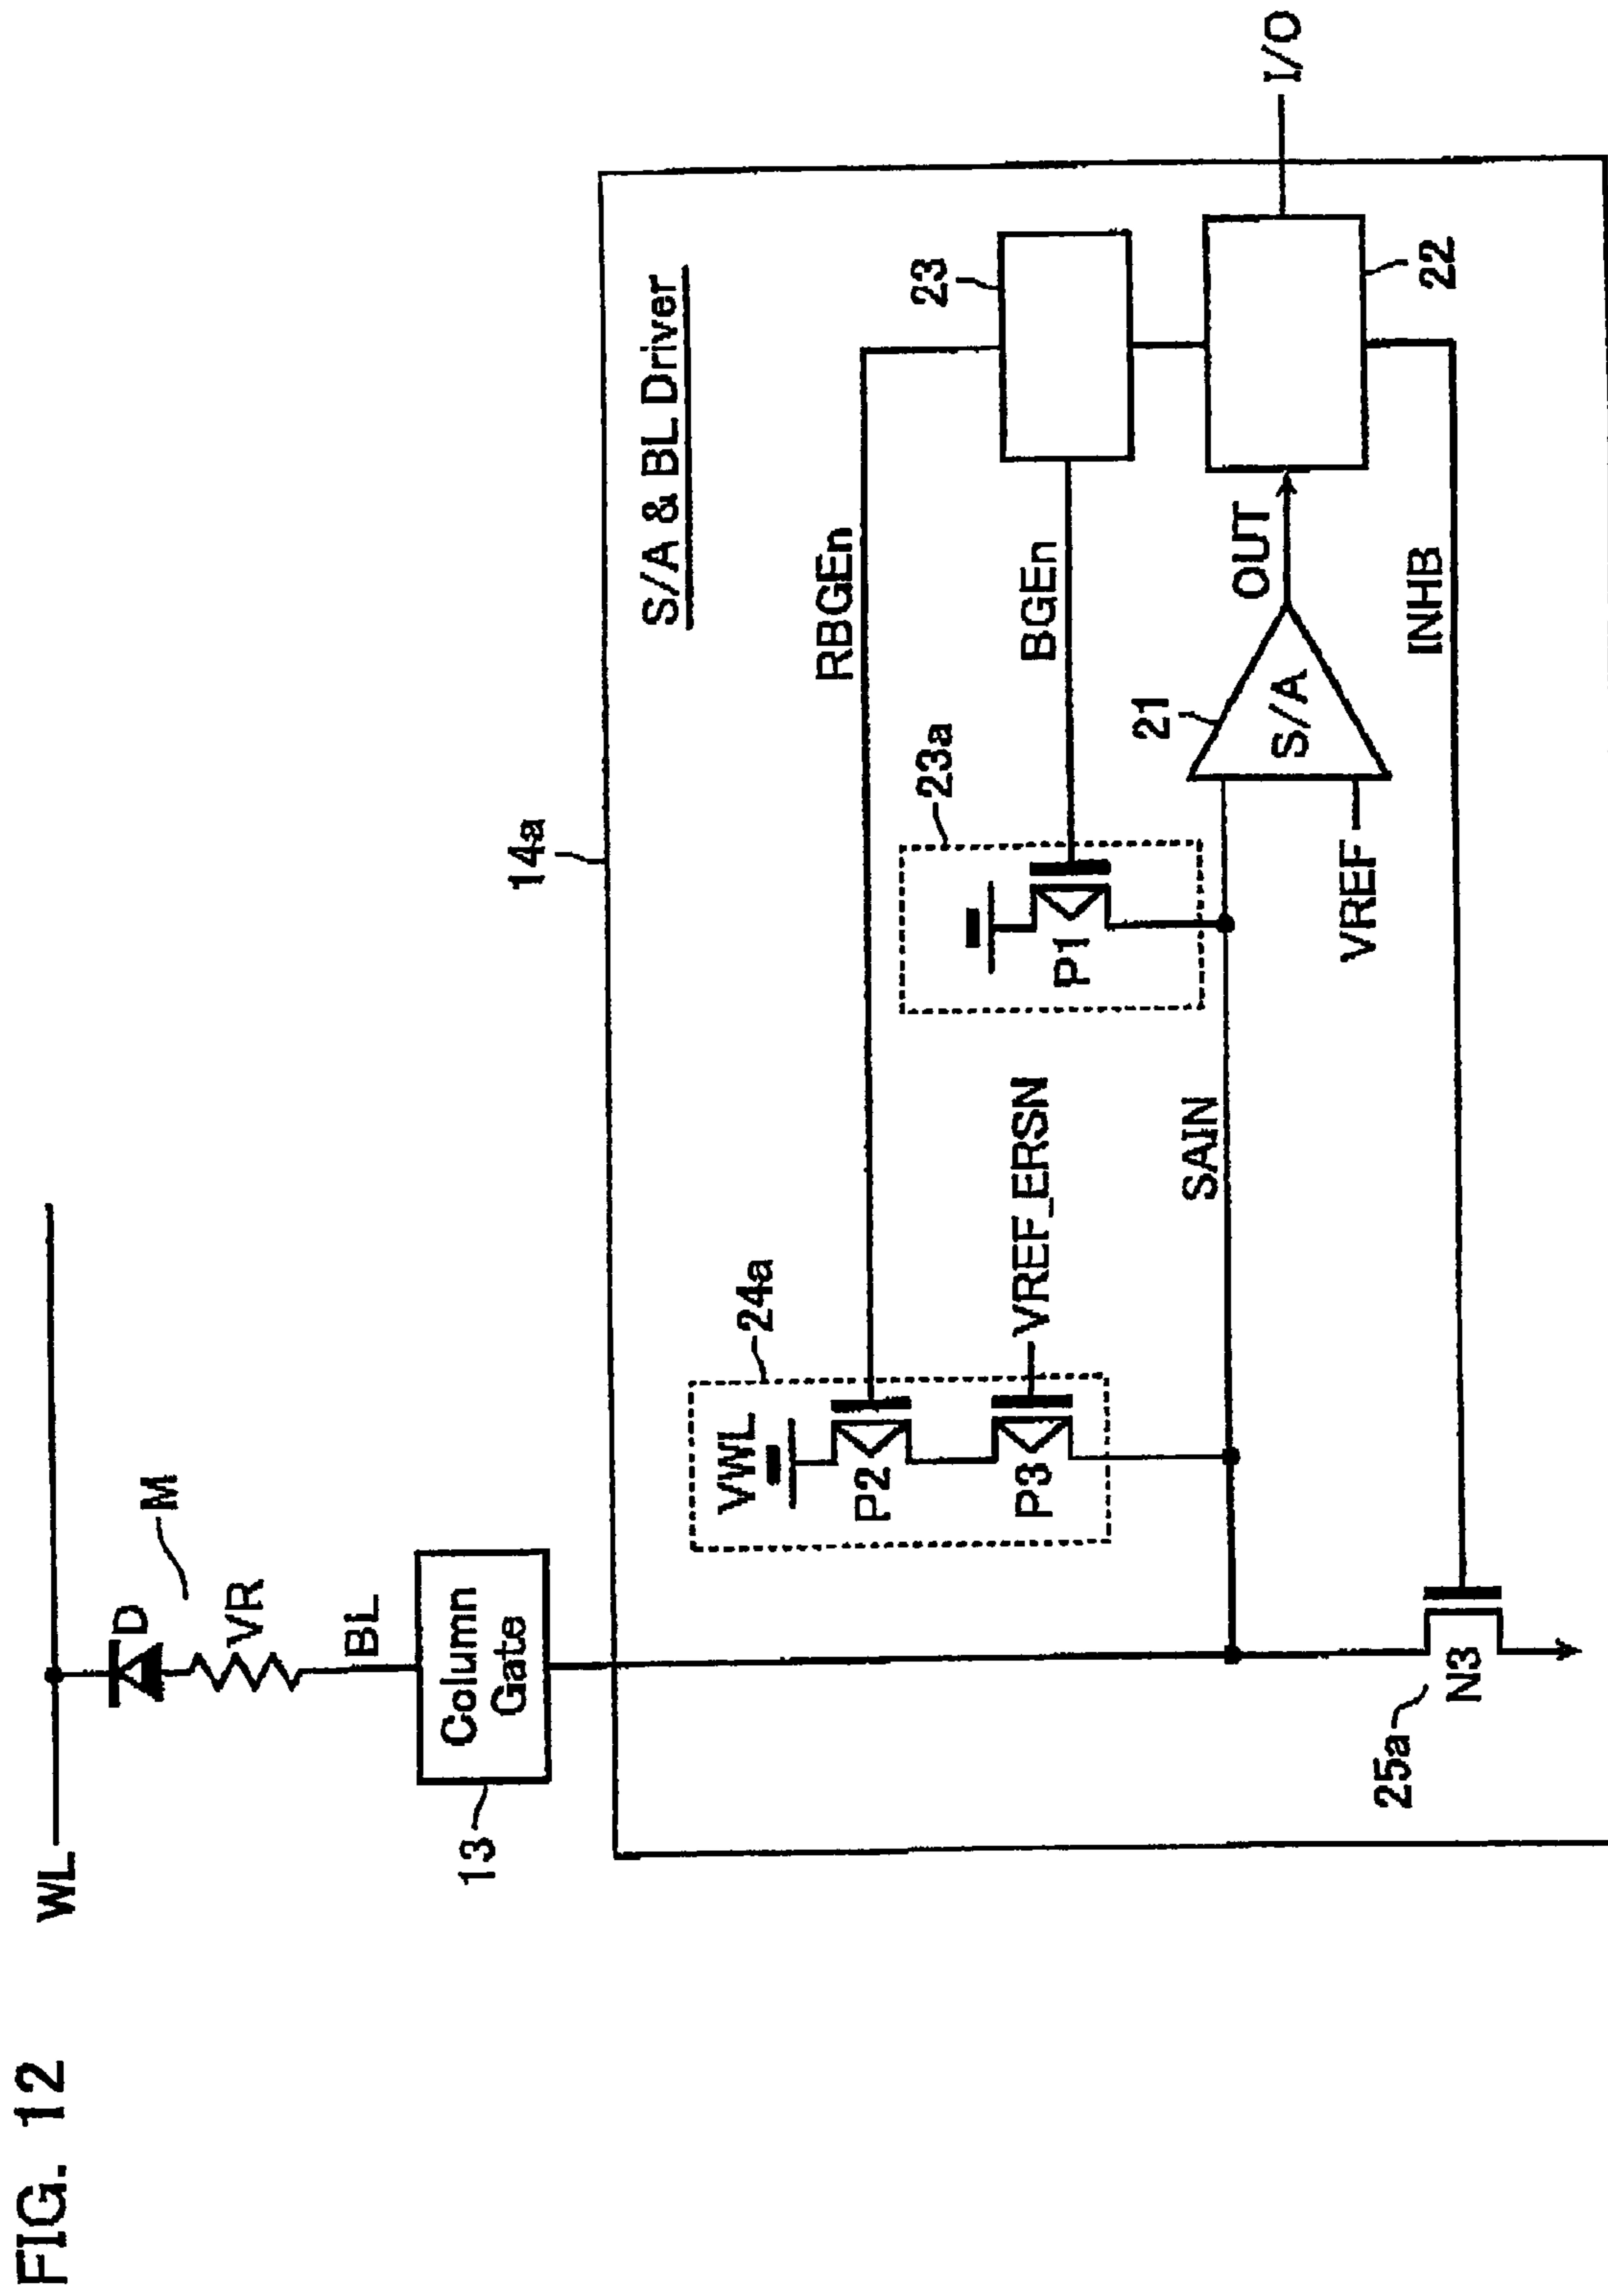 FIG. 12
WL
D
M
VR
BL
13
Column
Gate
14a
S/A & BL Driver
24a
VWL
P2
P3
VREF_ERSN
RBGEn
23a
P1
BGEn
23
SAIN
21
S/A
VREF
OUT
22
I/O
INHB
25a
N3